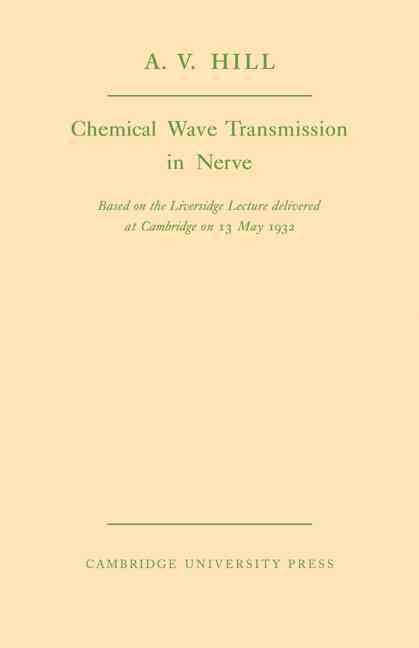 A. V. HILL
Chemical Wave Transmission
in Nerve
Based on the Liversidge Lecture delivered
at Cambridge on 13 May 1932
CAMBRIDGE UNIVERSITY PRESS